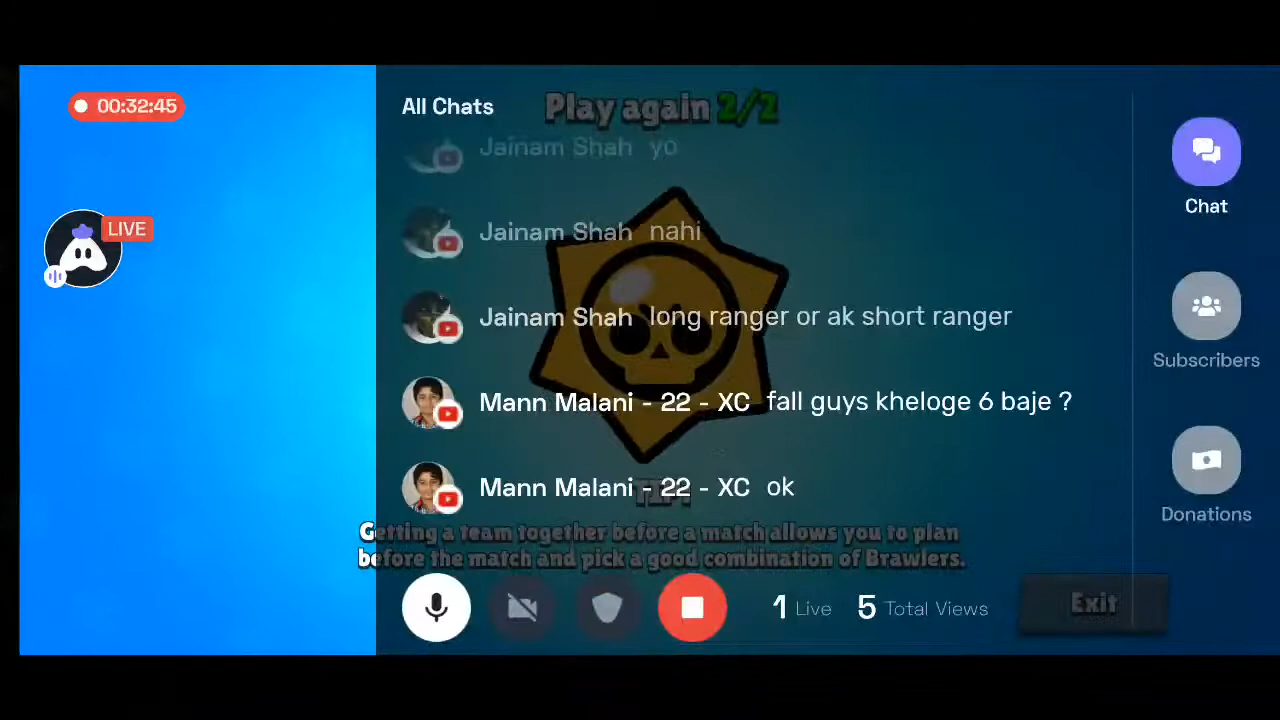 00:32:45
All Chats
Play again 2/2
Jainam Shah yo
LIVE
Chat
Jainam Shah nahi
Jainam Shah long ranger or ak short ranger
Subscribers
Mann Malani - 22 - XC fall guys kheloge 6 baje ?
Mann Malani - 22 - XC ok
Donations
Getting a team together before a match allows you to plan
before the match and pick a good combination of Brawlers.
1 Live 5 Total Views
Exit